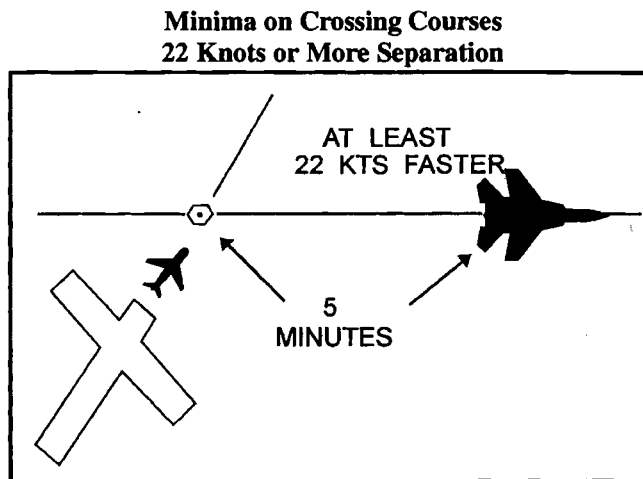 Minima on Crossing Courses
22 Knots or More Separation
AT LEAST
22 KTS FASTER
5
MINUTES